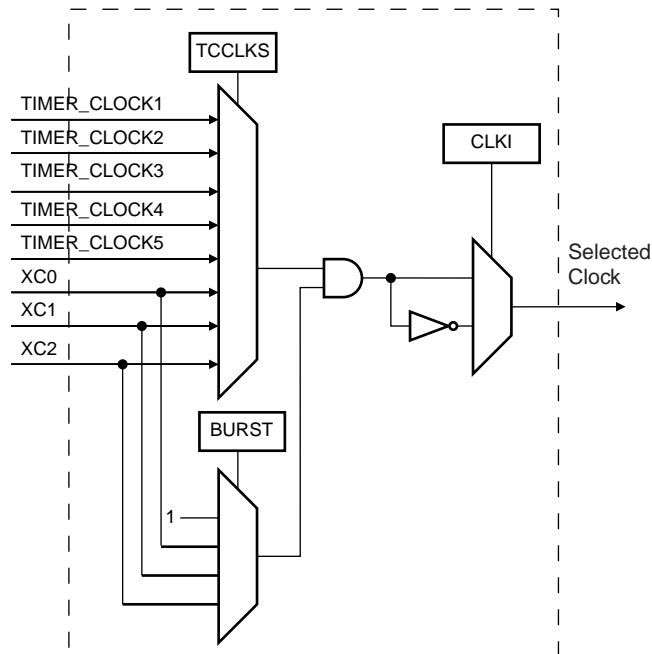 TCCLKS
TIMER_CLOCK1
TIMER_CLOCK2
TIMER_CLOCK3
TIMER_CLOCK4
TIMER_CLOCK5
XC0
XC1
XC2
CLKI
Selected
Clock
BURST
1